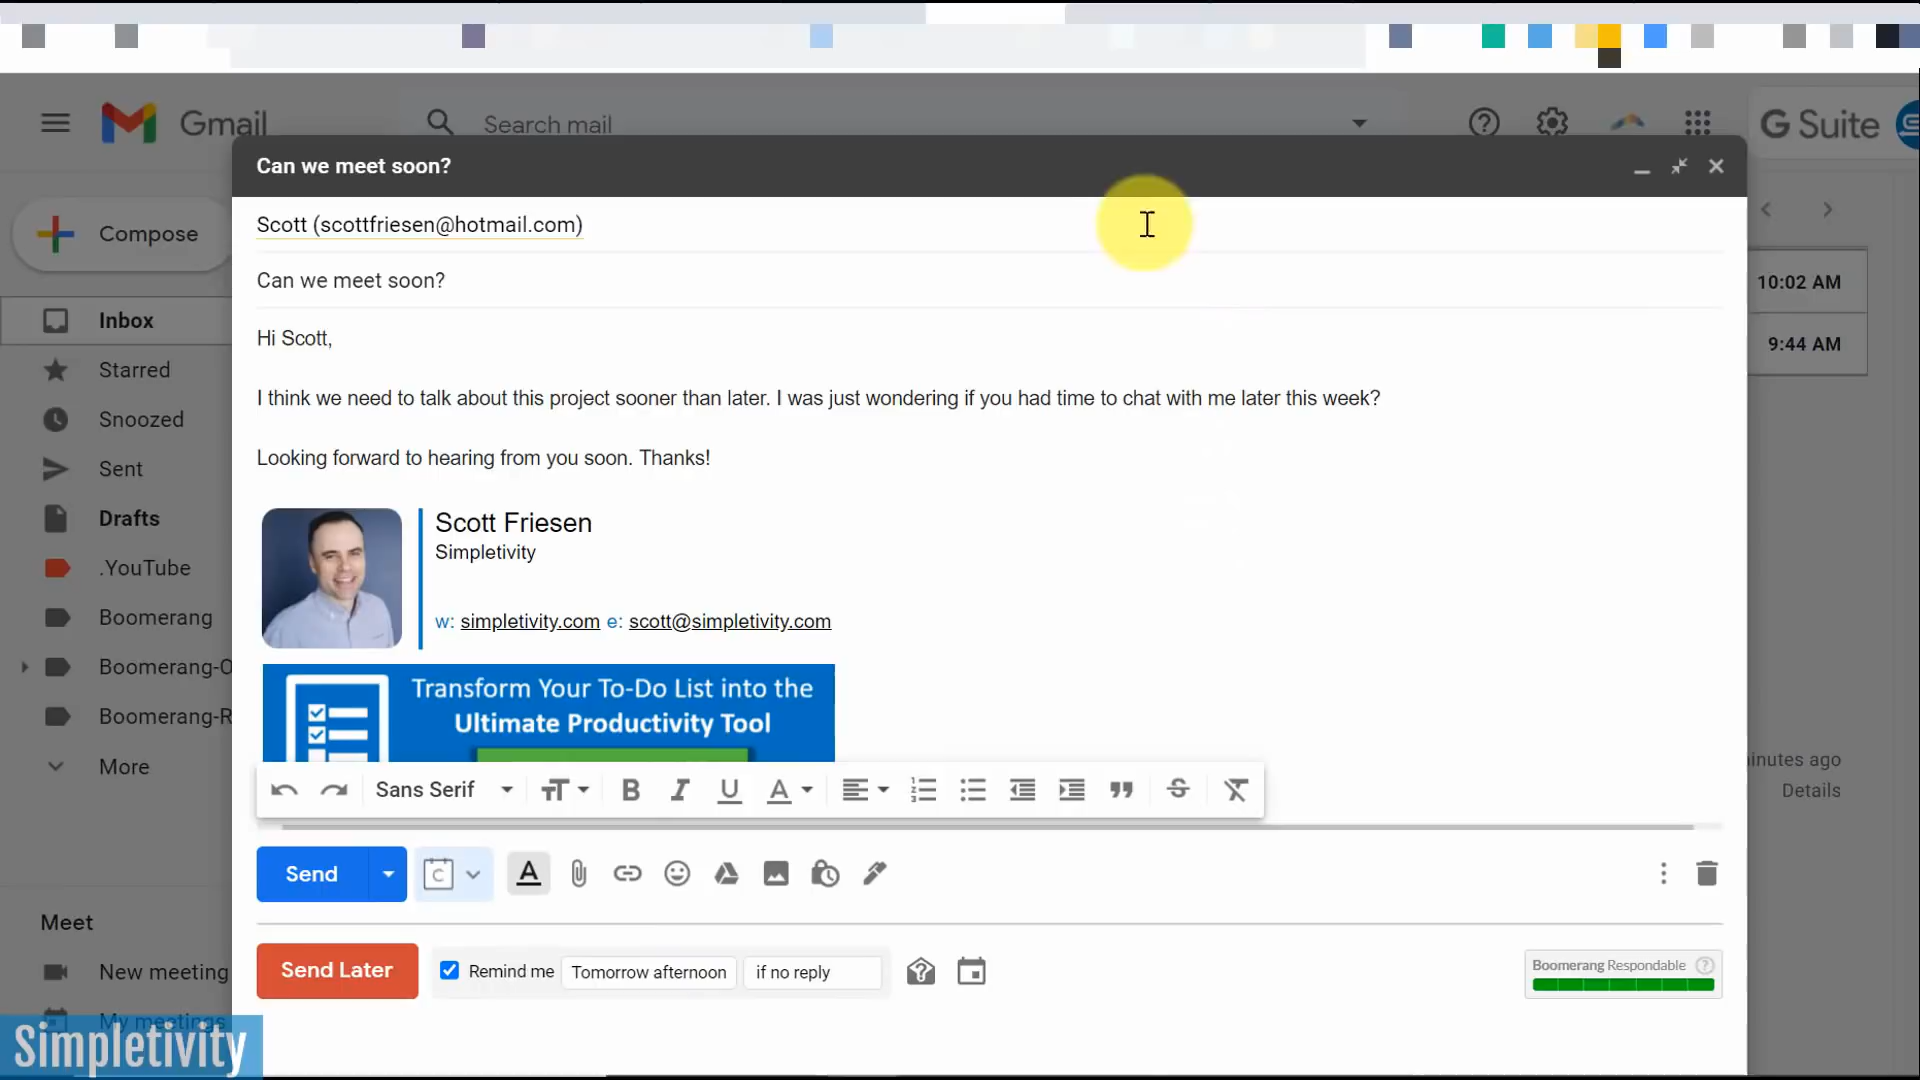 Gmail
Search mail
G Suite
Can we meet soon?
Compose
Scott (scottfriesen@hotmail.com)
Can we meet soon?
10:02 AM
Inbox
Hi Scott,
9:44 AM
Starred
I think we need to talk about this project sooner than later. I was just wondering if you had time to chat with me later this week?
Snoozed
Looking forward to hearing from you soon. Thanks!
Sent
Drafts
Scott Friesen
Simpletivity
.YouTube
Boomerang
w: simpletivity.com e: scott@simpletivity.com
Boomerang-O
Transform Your To-Do List into the
Ultimate Productivity Tool
Boomerang-R
More
inutes ago
Sans Serif
Details
Send
Meet
New meeting
Send Later
Remind me
Tomorrow afternoon
if no reply
Boomerang Respondable
My meetings
Simpletivity